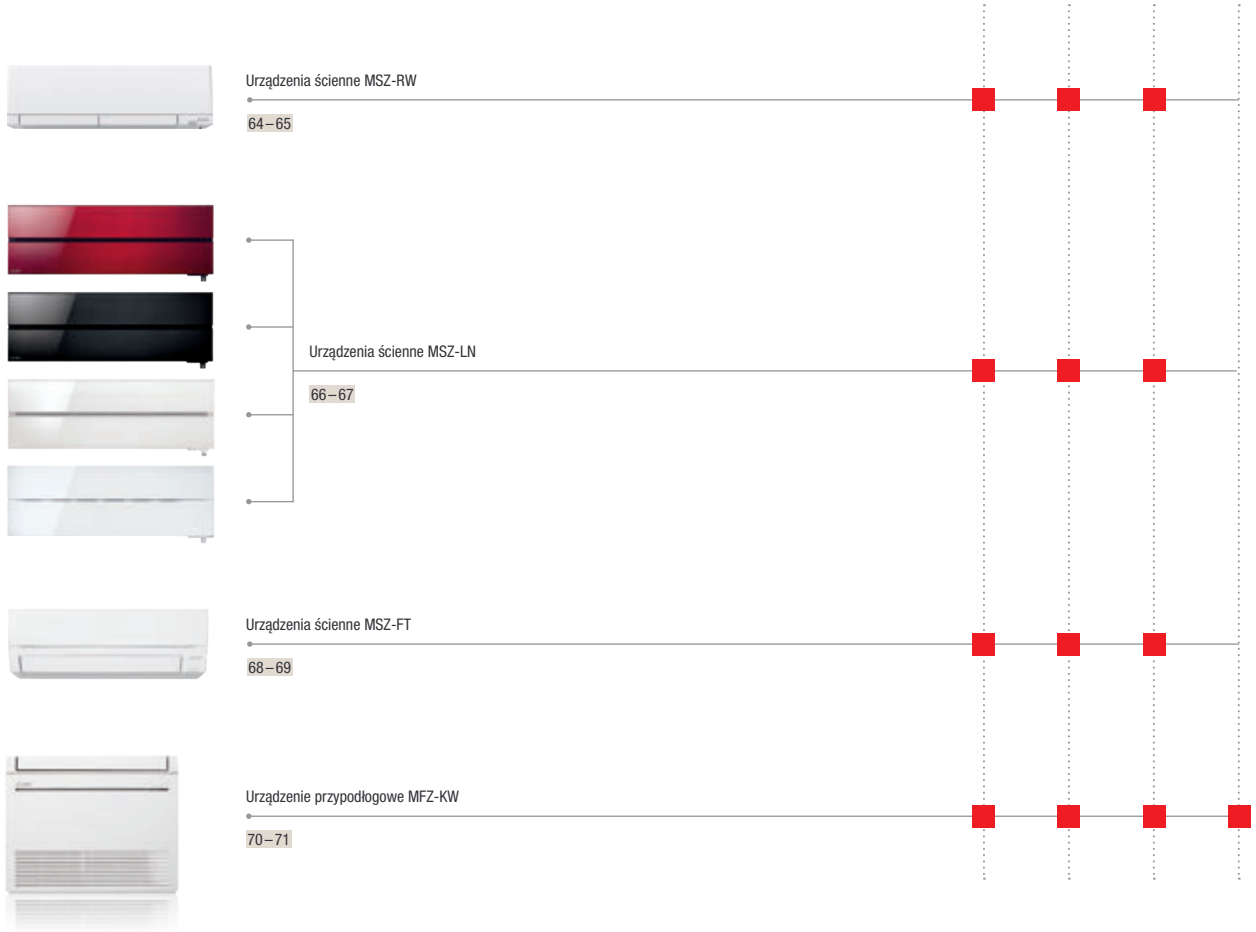 Urządzenia ścienne MSZ-RW
64–65
Urządzenia ścienne MSZ-LN
66–67
Urządzenia ścienne MSZ-FT
68–69
Urządzenie przypodłogowe MFZ-KW
70–71